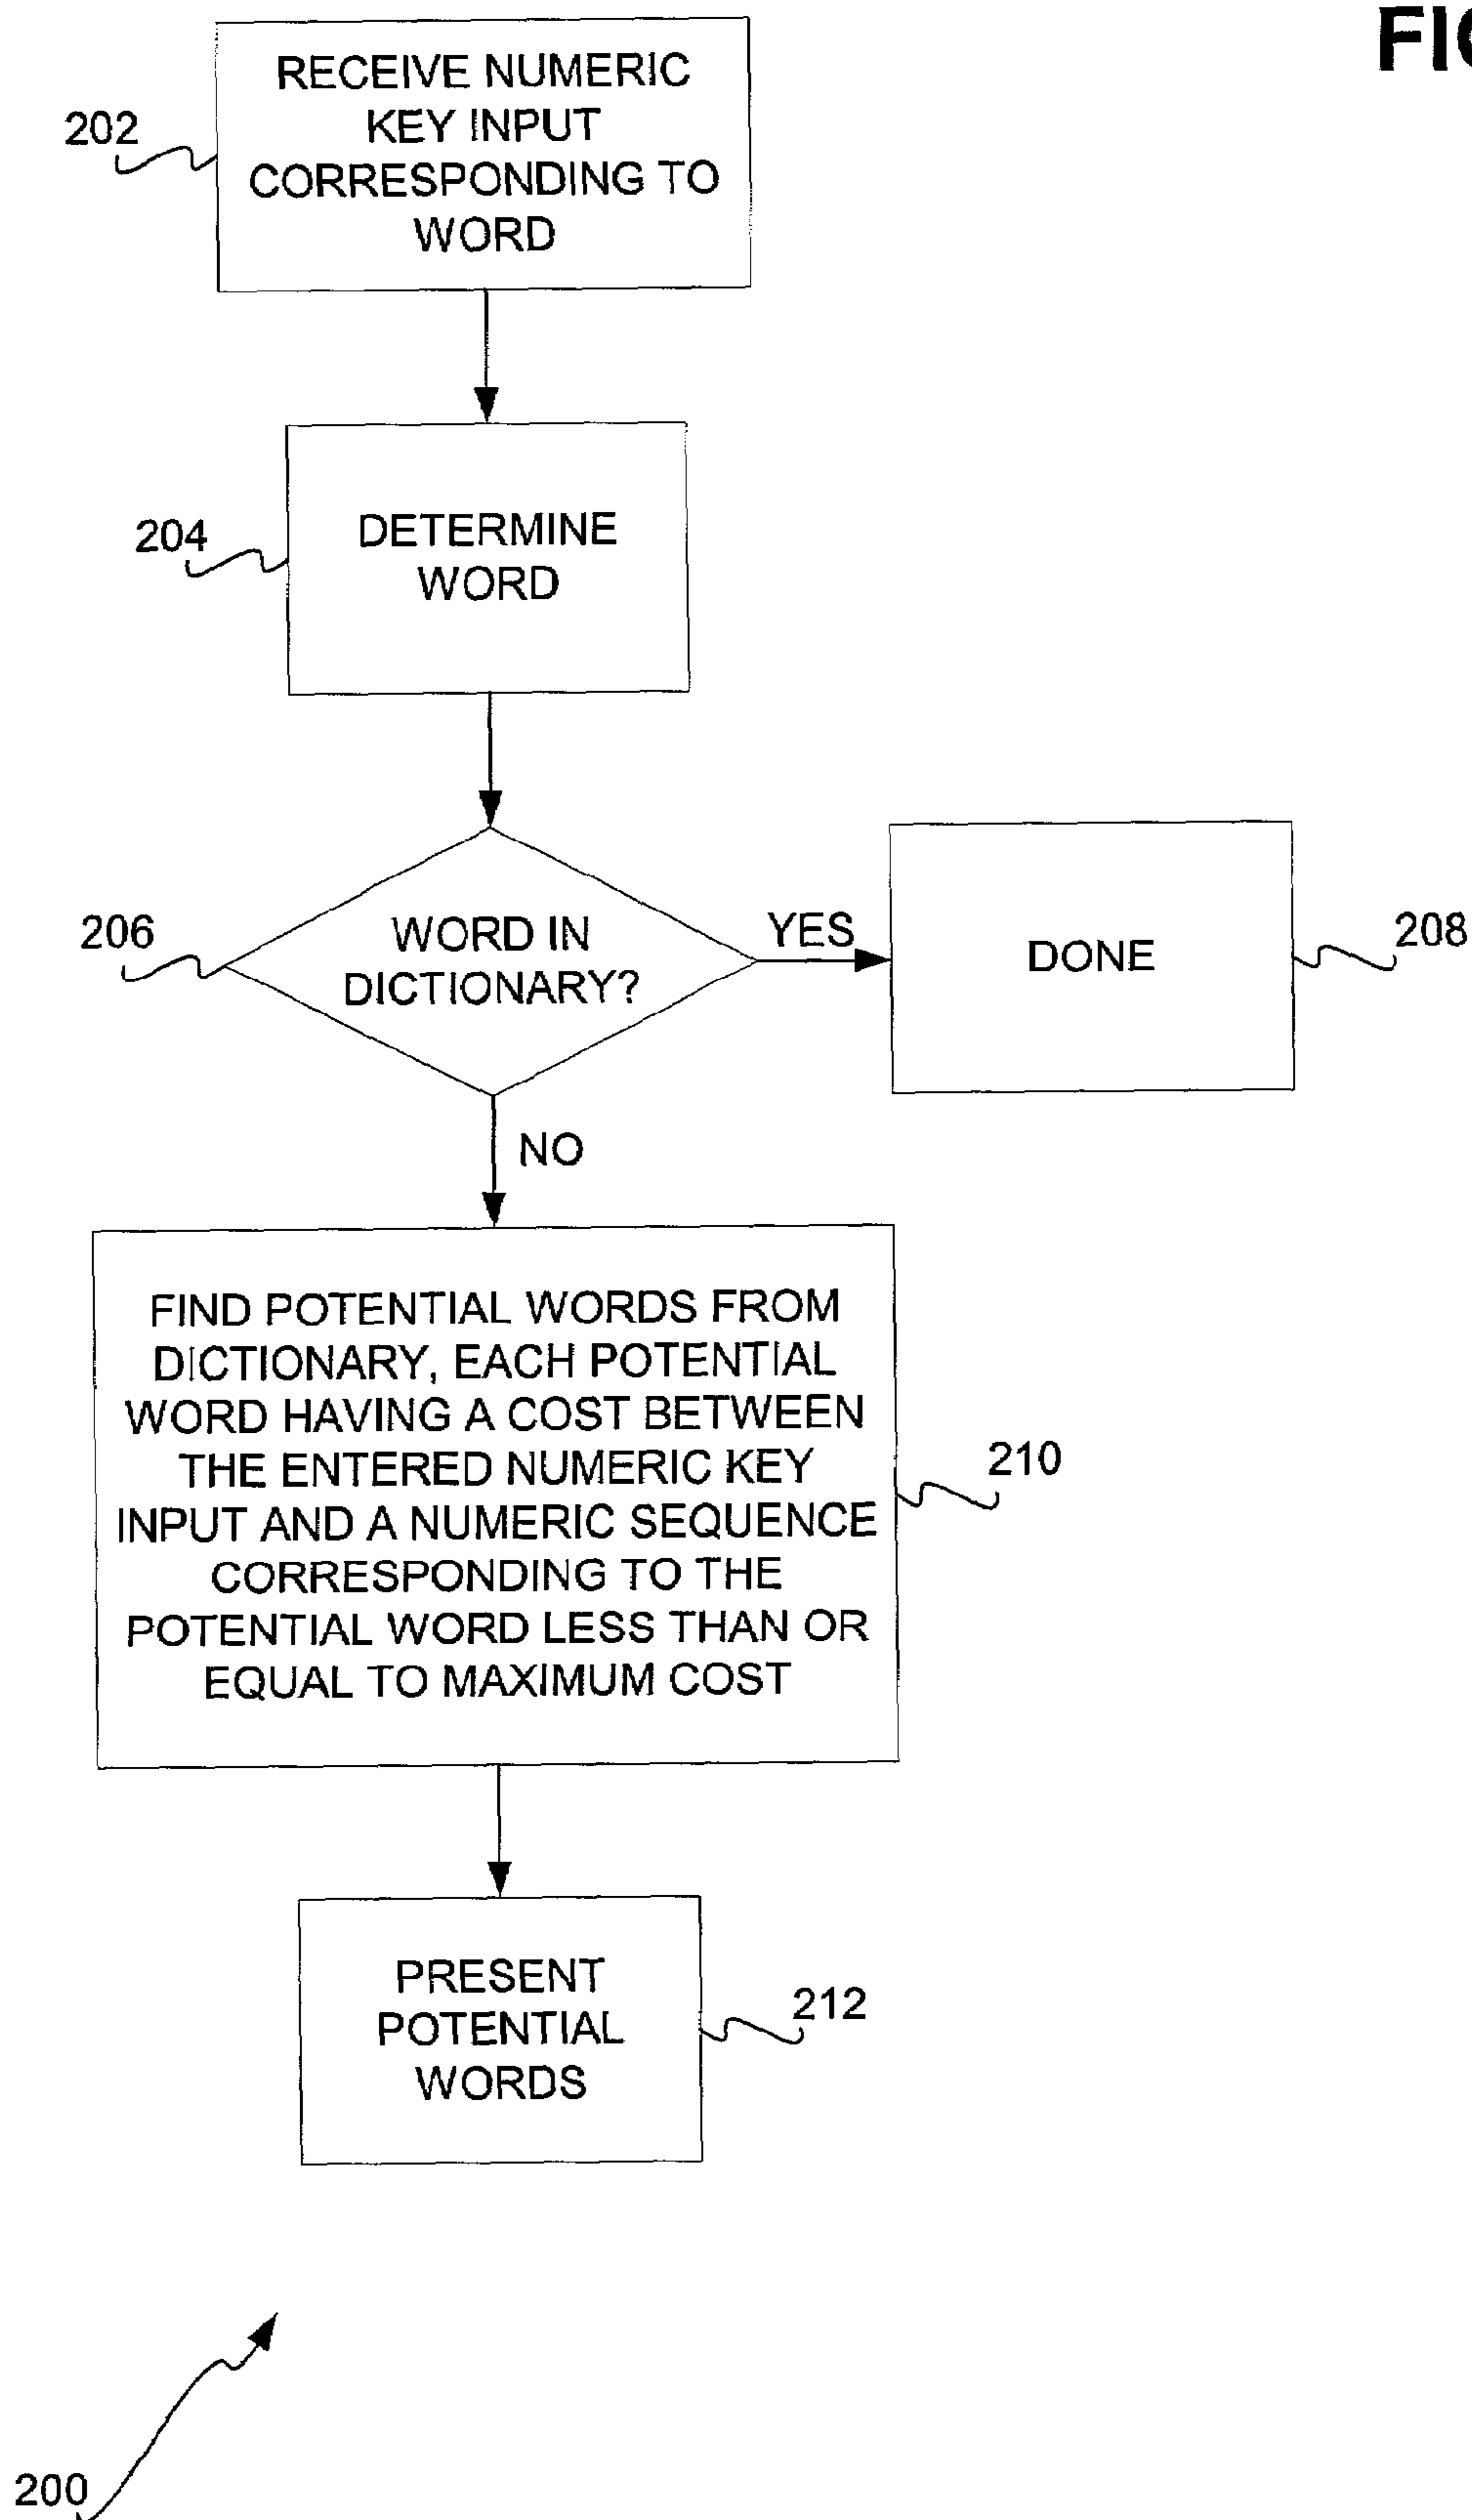 FIG
RECEIVE NUMERIC
KEY INPUT
CORRESPONDING TO
WORD
202
DETERMINE
WORD
204
WORD IN
DICTIONARY?
206
YES
DONE
208
NO
FIND POTENTIAL WORDS FROM
DICTIONARY, EACH POTENTIAL
WORD HAVING A COST BETWEEN
THE ENTERED NUMERIC KEY
INPUT AND A NUMERIC SEQUENCE
CORRESPONDING TO THE
POTENTIAL WORD LESS THAN OR
EQUAL TO MAXIMUM COST
210
PRESENT
POTENTIAL
WORDS
212
200